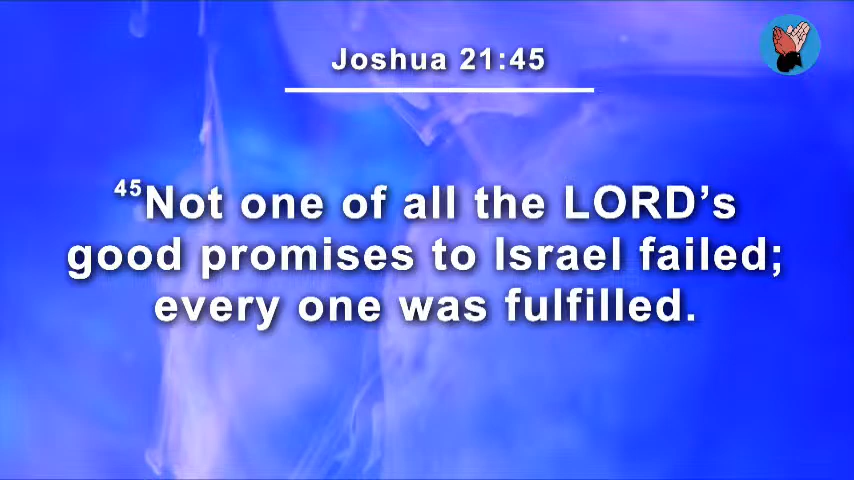 Joshua 21:45
45Not one of all the LORD’s
good promises to Israel failed;
every one was fulfilled.